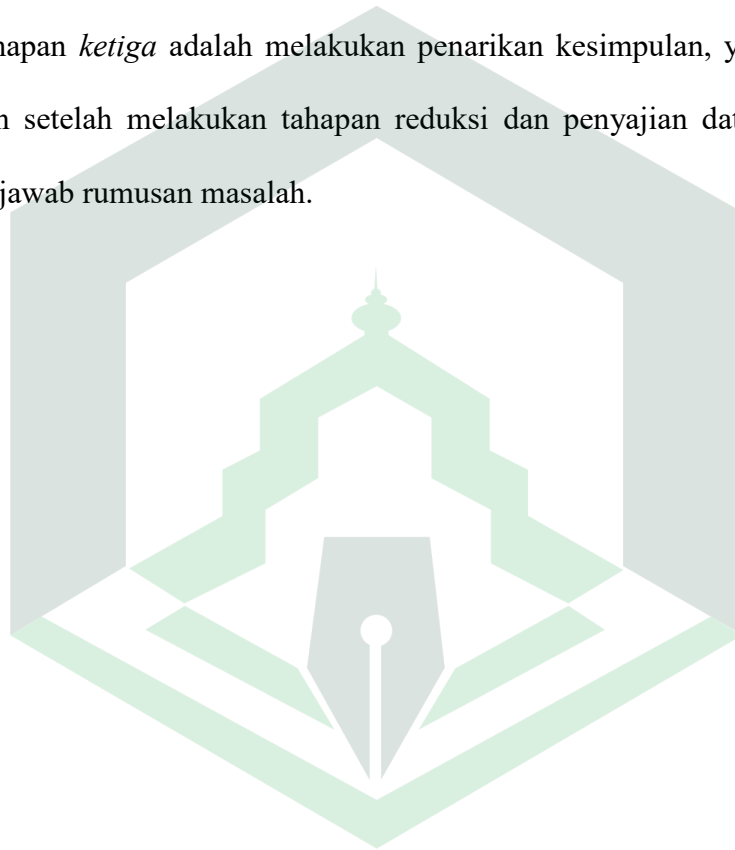 hapan ketiga adalah melakukan penarikan kesimpulan, y
n setelah melakukan tahapan reduksi dan penyajian dat
jawab rumusan masalah.